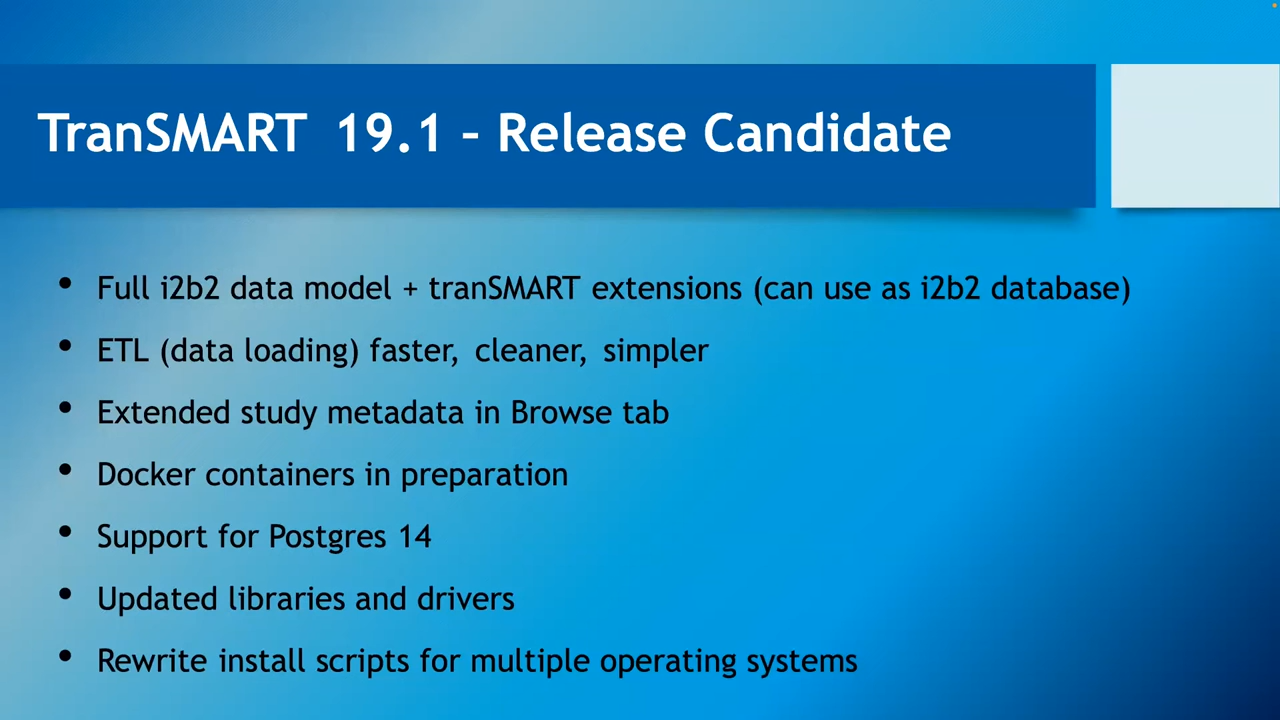 TranSMART 19.1 – Release Candidate
• Full i2b2 data model + tranSMART extensions (can use as i2b2 database)
• ETL (data loading) faster, cleaner, simpler
• Extended study metadata in Browse tab
• Docker containers in preparation
• Support for Postgres 14
• Updated libraries and drivers
• Rewrite install scripts for multiple operating systems